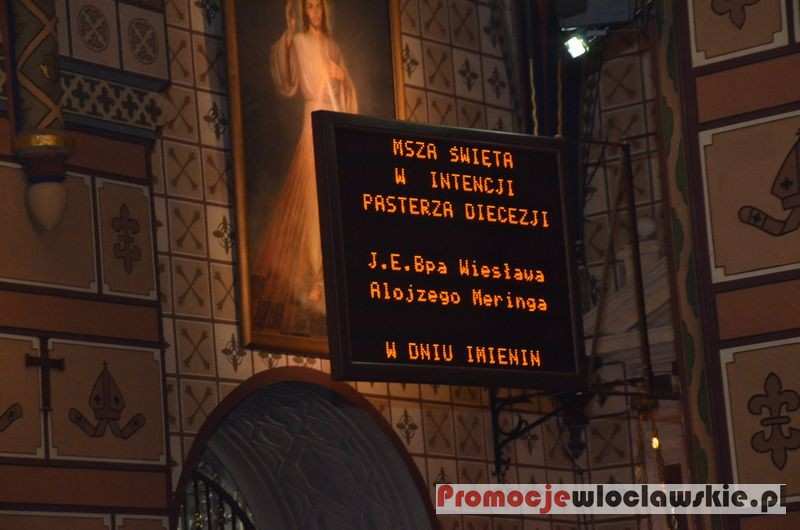 MSZA ŚWIĘTA
W INTENCJI
PASTERZA DIECEZJI
J.E.Bpa Wiesława
Alojzego Meringa
W DNIU IMIENIN
Promocjewloclawskie.pl